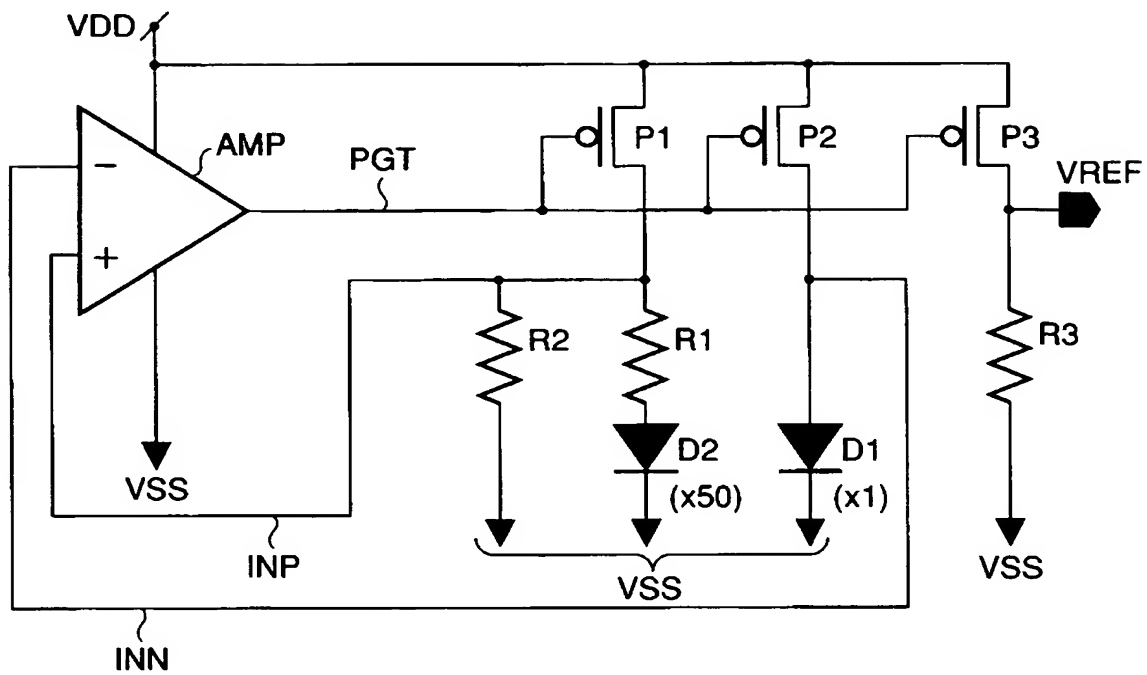 VDD
AMP
PGT
P1
P2
P3
VREF
-
+
R2
R1
R3
D2
(x50)
D1
(x1)
VSS
INP
VSS
VSS
INN